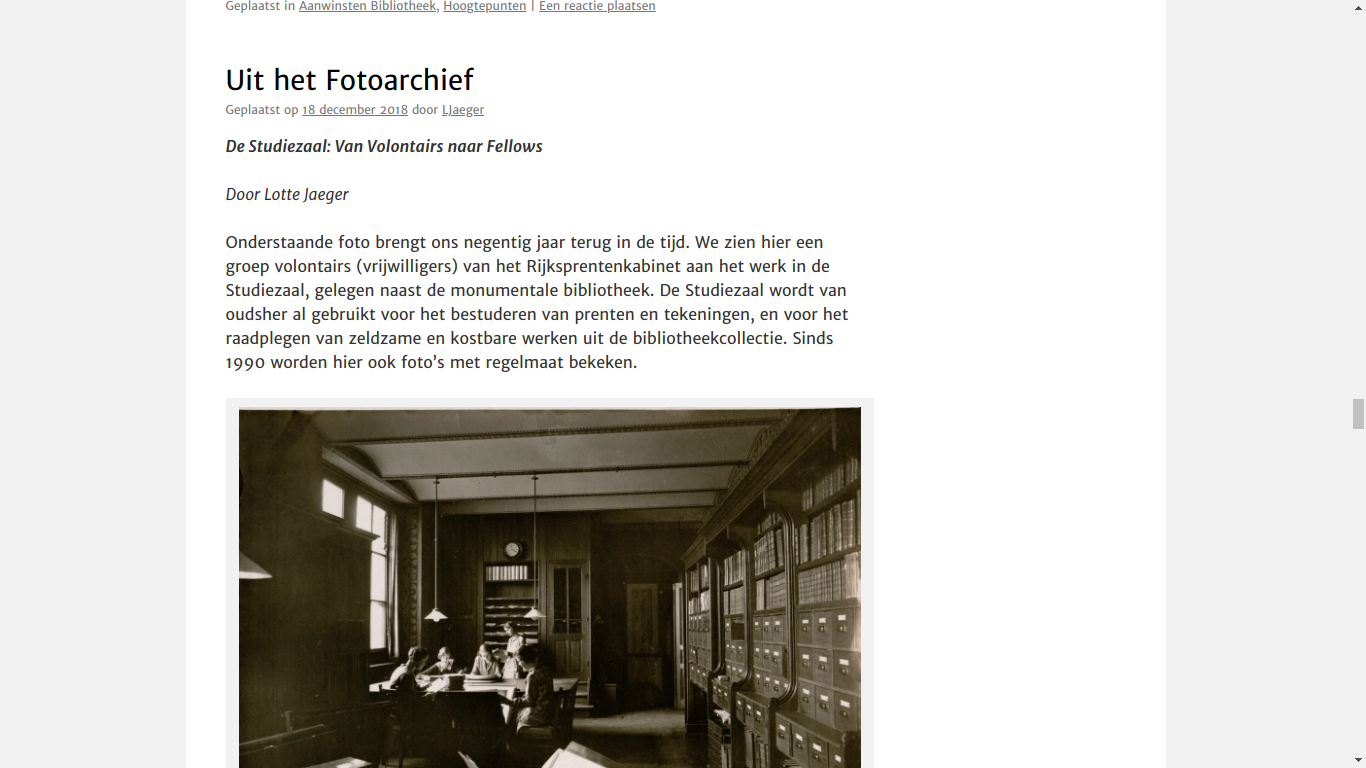 Geplaatst in Aanwinsten Bibliotheek, Hoogtepunten | Een reactie plaatsen
Uit het Fotoarchief
Geplaatst op 18 december 2018 door LJaeger
De Studiezaal: Van Volontairs naar Fellows
Door Lotte Jaeger
Onderstaande foto brengt ons negentig jaar terug in de tijd. We zien hier een
groep volontairs (vrijwilligers) van het Rijksprentenkabinet aan het werk in de
Studiezaal, gelegen naast de monumentale bibliotheek. De Studiezaal wordt van
oudsher al gebruikt voor het bestuderen van prenten en tekeningen, en voor het
raadplegen van zeldzame en kostbare werken uit de bibliotheekcollectie. Sinds
1990 worden hier ook foto’s met regelmaat bekeken.